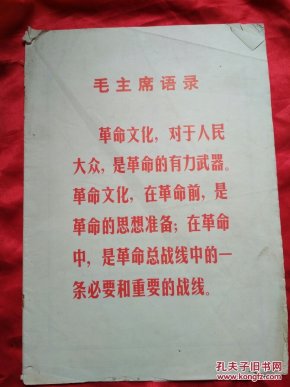 毛主席语录
革命文化，对于人民
大众，是革命的有力武器。
革命文化，在革命前，是
革命的思想准备；在革命
中，是革命总战线中的一
条必要和重要的战线。
孔夫子旧书网